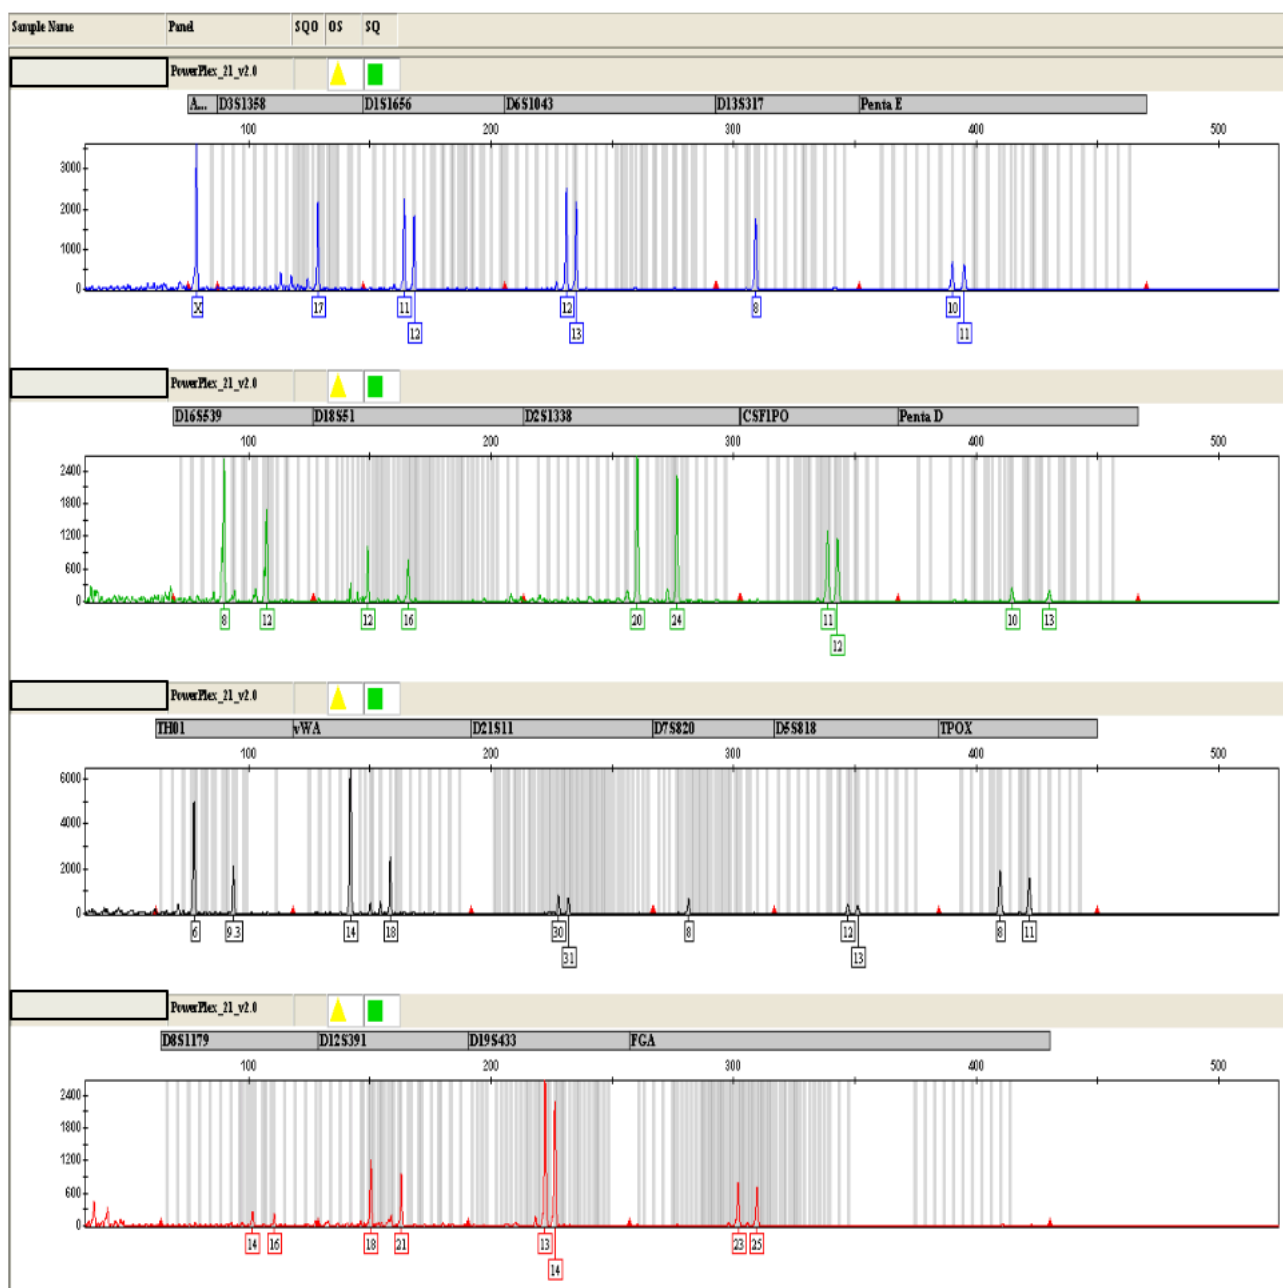 Sample Name Panel SQO OS SQ
PowerPlex_21_v2.0
A... D3S1358 D1S1656 D6S1043 D13S317 Penta E
100 200 300 400 500
3000
2000
1000
0
X 17 11 12 8 10
12 13 11
PowerPlex_21_v2.0
D16S539 D18S51 D2S1338 CSF1PO Penta D
100 200 300 400 500
2400
1800
1200
600
0
8 12 12 16 20 24 11 10 13
12
PowerPlex_21_v2.0
TH01 vWA D21S11 D7S820 D5S818 TPOX
100 200 300 400 500
6000
4000
2000
0
6 9.3 14 18 30 8 12 8 11
31 13
PowerPlex_21_v2.0
D8S1179 D12S391 D19S433 FGA
100 200 300 400 500
2400
1800
1200
600
0
14 16 18 21 13 23 25
14